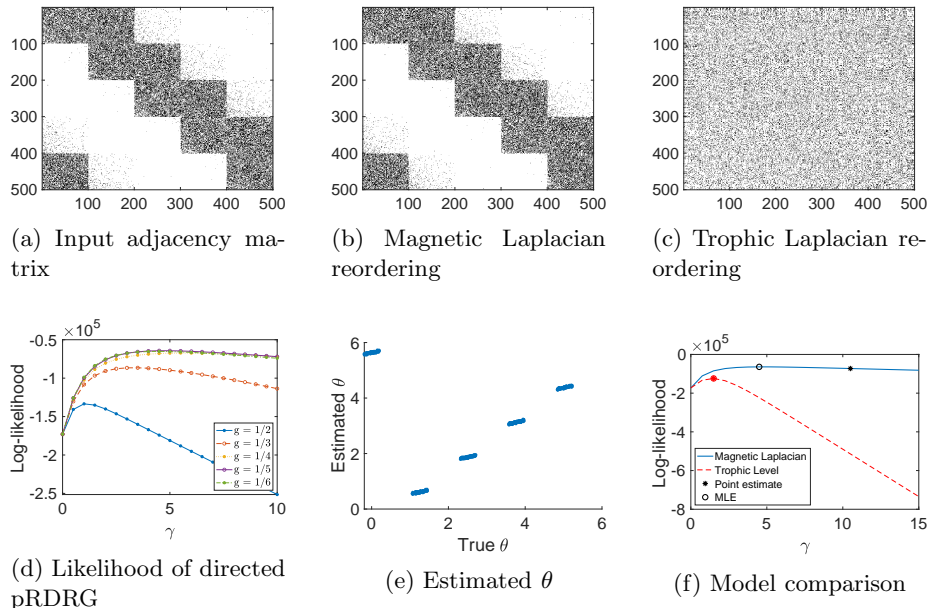 100
200
300
400
500
100 200 300 400 500
(a) Input adjacency ma-
trix
100
200
300
400
500
100 200 300 400 500
(b) Magnetic Laplacian
reordering
100
200
300
400
500
100 200 300 400 500
(c) Trophic Laplacian re-
ordering
×10⁵
-0.5
-1
-1.5
-2
-2.5
Log-likelihood
0 5 10
γ
g = 1/2
g = 1/3
g = 1/4
g = 1/5
g = 1/6
(d) Likelihood of directed
pRDRG
6
4
2
0
Estimated θ
0 2 4 6
True θ
(e) Estimated θ
×10⁵
0
-2
-4
-6
-8
Log-likelihood
0 5 10 15
γ
Magnetic Laplacian
Trophic Level
Point estimate
MLE
(f) Model comparison